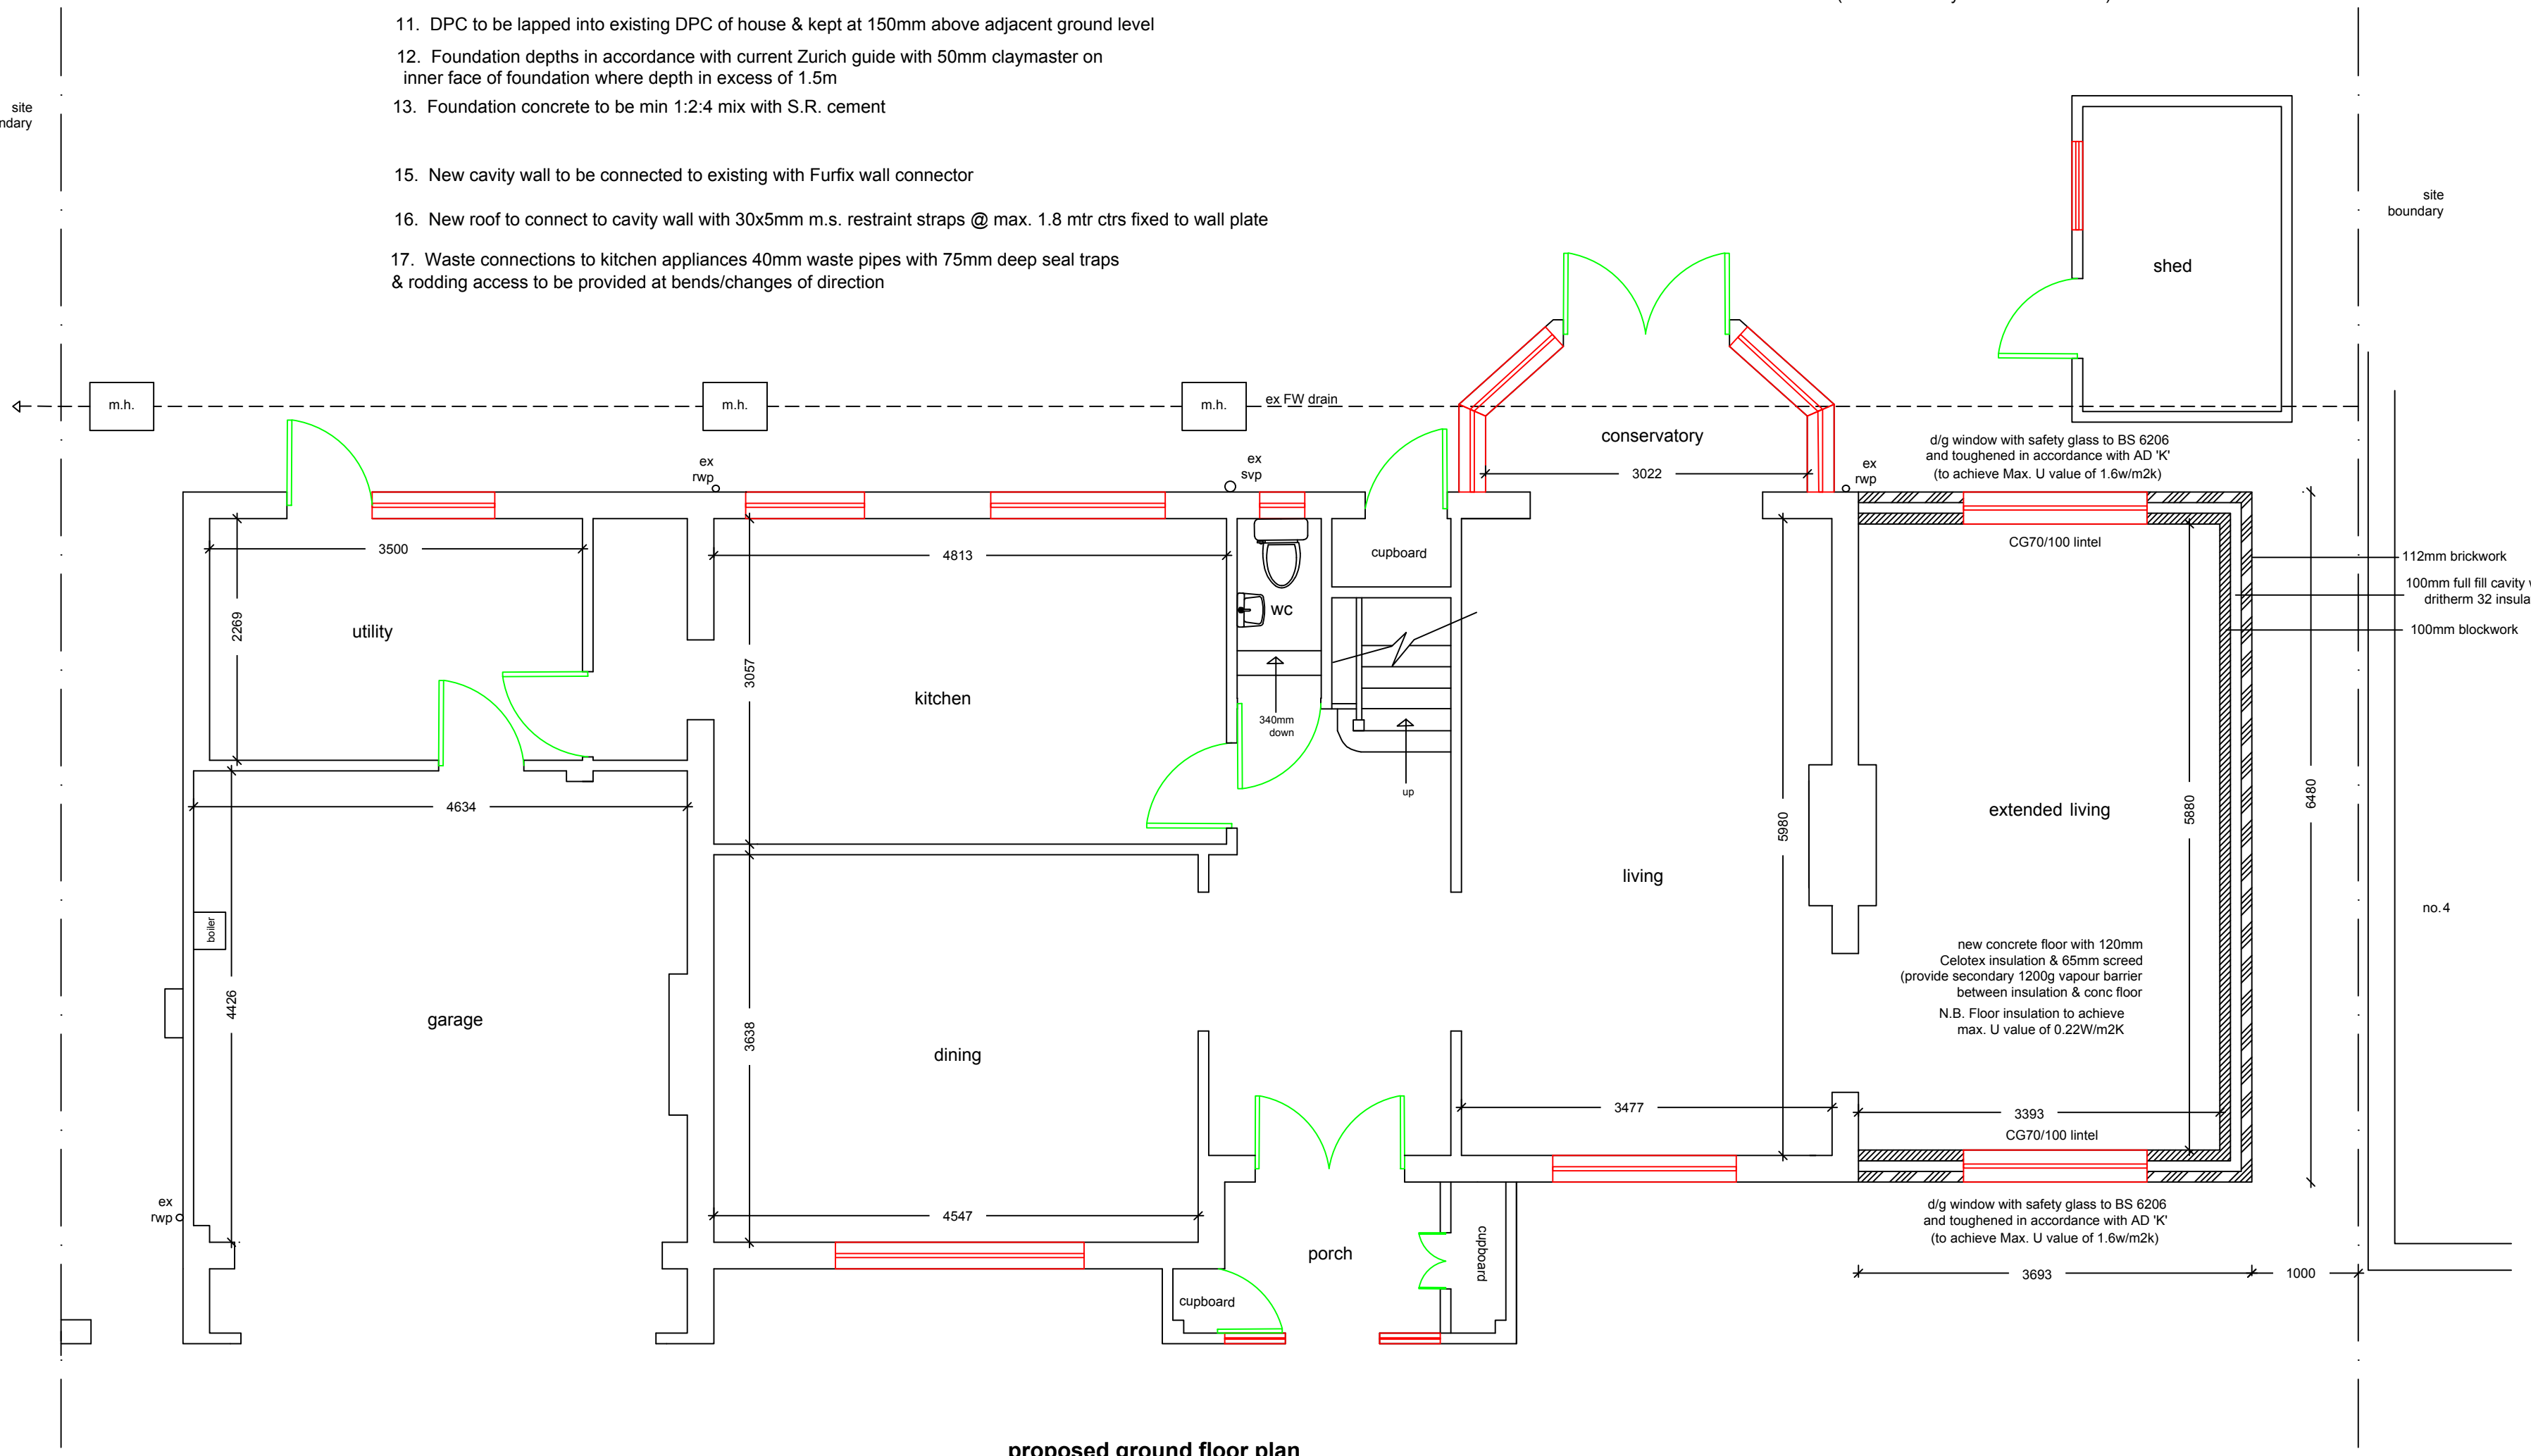 11. DPC to be lapped into existing DPC of house & kept at 150mm above adjacent ground level
12. Foundation depths in accordance with current Zurich guide with 50mm claymaster on
inner face of foundation where depth in excess of 1.5m
13. Foundation concrete to be min 1:2:4 mix with S.R. cement
15. New cavity wall to be connected to existing with Furfix wall connector
16. New roof to connect to cavity wall with 30x5mm m.s. restraint straps @ max. 1.8 mtr ctrs fixed to wall plate
17. Waste connections to kitchen appliances 40mm waste pipes with 75mm deep seal traps
& rodding access to be provided at bends/changes of direction
site
ndary
site
boundary
shed
m.h.
m.h.
m.h.
ex FW drain
conservatory
3022
d/g window with safety glass to BS 6206
and toughened in accordance with AD 'K'
(to achieve Max. U value of 1.6w/m2k)
ex
rwp
ex
svp
ex
rwp
CG70/100 lintel
112mm brickwork
100mm full fill cavity
dritherm 32 insula
100mm blockwork
3500
2269
utility
4813
3057
kitchen
wc
cupboard
340mm
down
up
4634
4426
boiler
garage
ex
rwp
3638
dining
4547
living
5980
3477
extended living
5880
6480
no.4
new concrete floor with 120mm
Celotex insulation & 65mm screed
(provide secondary 1200g vapour barrier
between insulation & conc floor
N.B. Floor insulation to achieve
max. U value of 0.22W/m2K
3393
CG70/100 lintel
d/g window with safety glass to BS 6206
and toughened in accordance with AD 'K'
(to achieve Max. U value of 1.6w/m2k)
3693
1000
porch
cupboard
cupboard
proposed ground floor plan